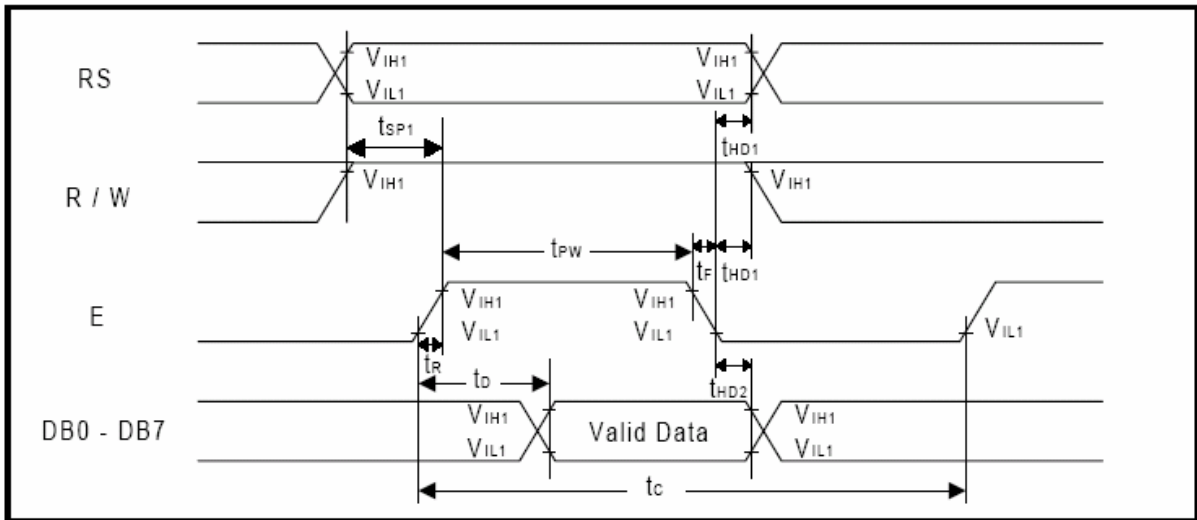 RS
VIH1 VIH1
VIL1 VIL1
tSP1 tHD1
R / W
VIH1 VIH1
tPW tF tHD1
E
VIH1 VIH1
VIL1 VIL1 VIL1
tR tD tHD2
DB0 - DB7
VIH1 Valid Data VIH1
VIL1 VIL1
tC